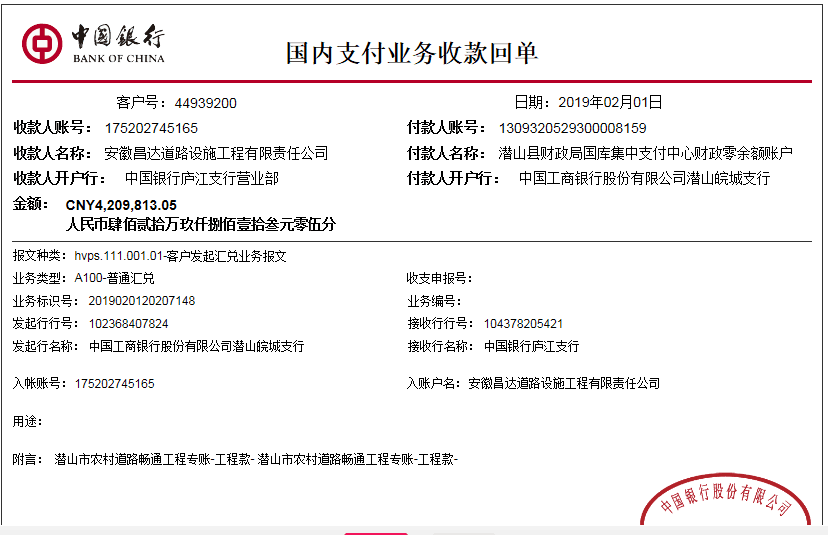 中国银行
BANK OF CHINA
国内支付业务收款回单
客户号：44939200 日期：2019年02月01日
收款人账号：175202745165 付款人账号：1309320529300008159
收款人名称：安徽昌达道路设施工程有限责任公司 付款人名称：潜山县财政局国库集中支付中心财政零余额账户
收款人开户行：中国银行庐江支行营业部 付款人开户行：中国工商银行股份有限公司潜山皖城支行
金额：CNY4,209,813.05
人民币肆佰贰拾万玖仟捌佰壹拾叁元零伍分
报文种类：hvps.111.001.01-客户发起汇兑业务报文
业务类型：A100-普通汇兑 收支申报号：
业务标识号：2019020120207148 业务编号：
发起行行号：102368407824 接收行行号：104378205421
发起行名称：中国工商银行股份有限公司潜山皖城支行 接收行名称：中国银行庐江支行
入帐账号：175202745165 入账户名：安徽昌达道路设施工程有限责任公司
用途：
附言：潜山市农村道路畅通工程专账-工程款- 潜山市农村道路畅通工程专账-工程款-
中国银行股份有限公司